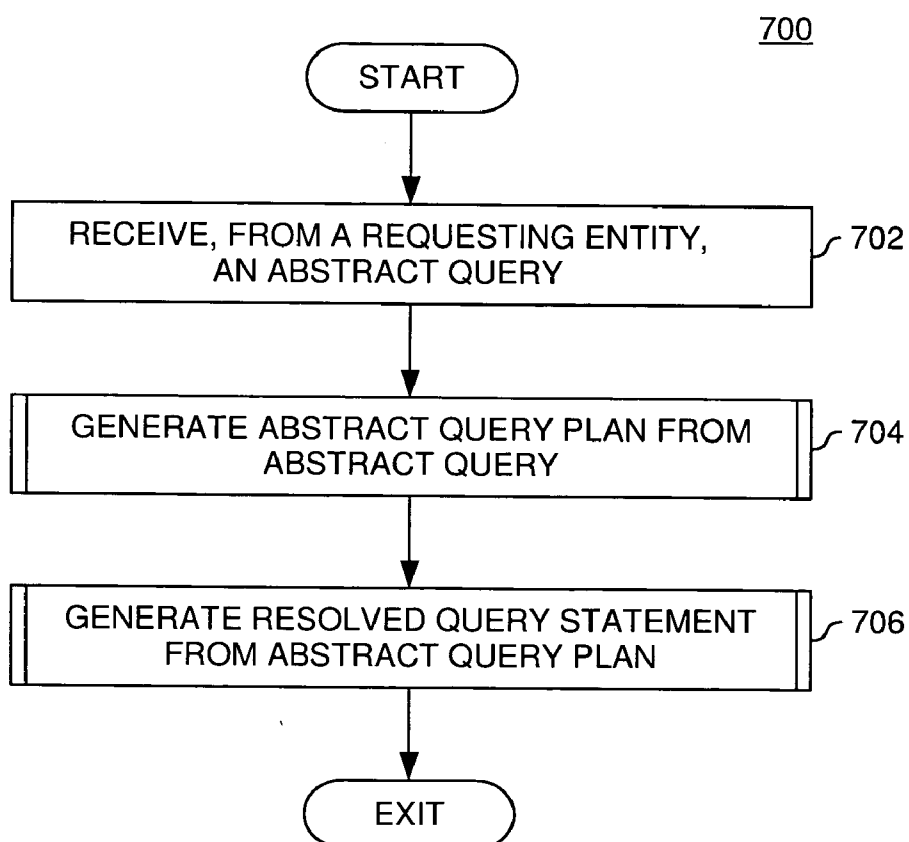 700
START
RECEIVE, FROM A REQUESTING ENTITY,
AN ABSTRACT QUERY
702
GENERATE ABSTRACT QUERY PLAN FROM
ABSTRACT QUERY
704
GENERATE RESOLVED QUERY STATEMENT
FROM ABSTRACT QUERY PLAN
706
EXIT